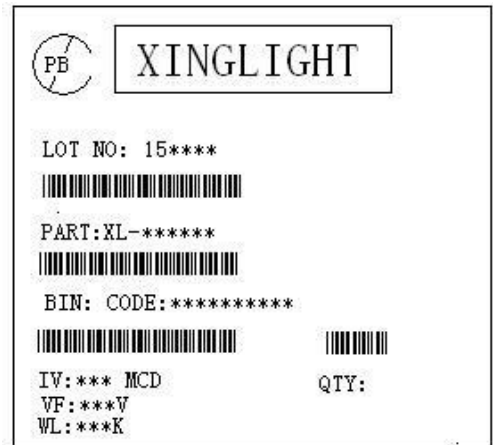 PB
XINGLIGHT
LOT NO: 15****
PART:XL-******
BIN: CODE:**********
IV:*** MCD
QTY:
VF:***V
WL:***K